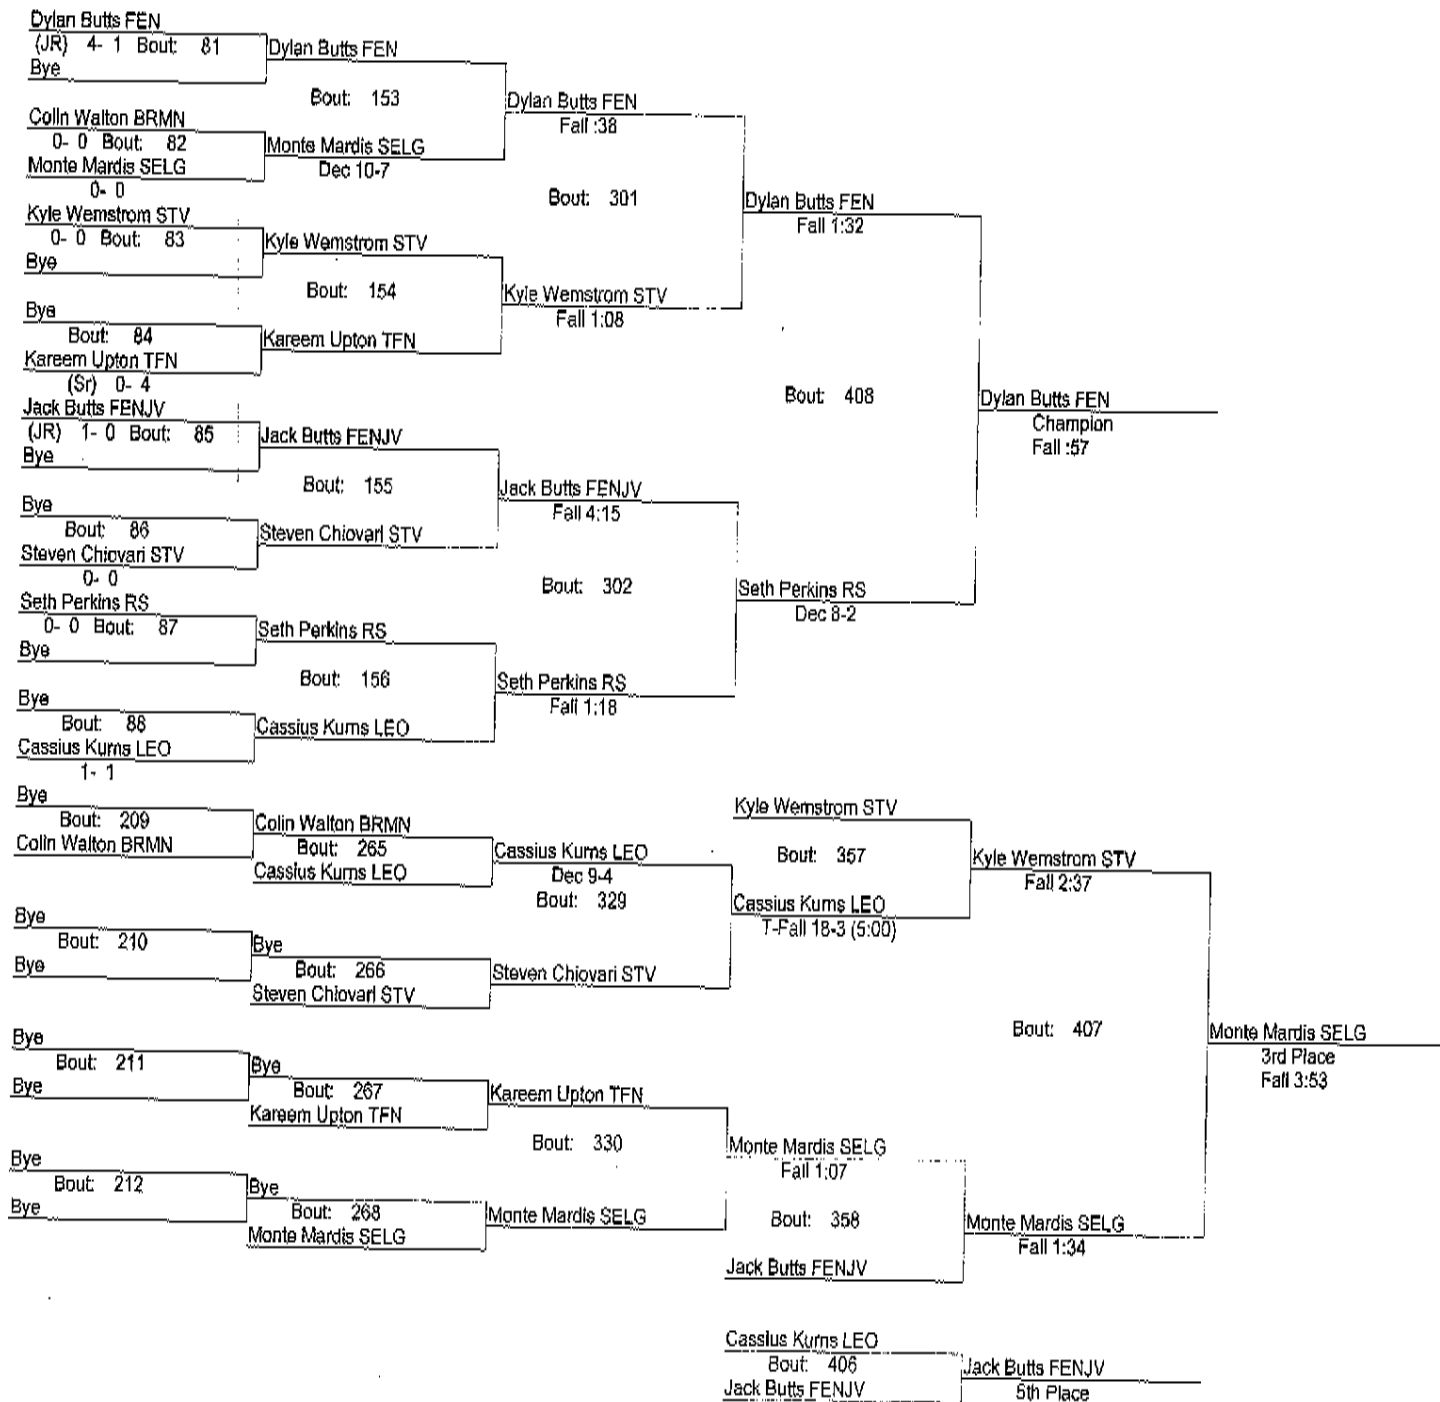 Dylan Butts FEN
(JR) 4- 1 Bout: 81
Bye
Dylan Butts FEN
Bout: 153
Colin Walton BRMN
0- 0 Bout: 82
Monte Mardis SELG
0- 0
Monte Mardis SELG
Dec 10-7
Dylan Butts FEN
Fall :38
Bout: 301
Kyle Wernstrom STV
0- 0 Bout: 83
Bye
Kyle Wernstrom STV
Bout: 154
Bye
Bout: 84
Kareem Upton TFN
(Sr) 0- 4
Kareem Upton TFN
Kyle Wernstrom STV
Fall 1:08
Dylan Butts FEN
Fall 1:32
Bout: 408
Jack Butts FENJV
(JR) 1- 0 Bout: 85
Bye
Jack Butts FENJV
Bout: 155
Bye
Bout: 86
Steven Chiovari STV
0- 0
Steven Chiovari STV
Jack Butts FENJV
Fall 4:15
Bout: 302
Seth Perkins RS
0- 0 Bout: 87
Bye
Seth Perkins RS
Bout: 156
Bye
Bout: 88
Cassius Kurns LEO
1- 1
Cassius Kurns LEO
Seth Perkins RS
Fall 1:18
Seth Perkins RS
Dec 8-2
Dylan Butts FEN
Champion
Fall :57
Bye
Bout: 209
Colin Walton BRMN
Colin Walton BRMN
Bout: 265
Cassius Kurns LEO
Cassius Kurns LEO
Dec 9-4
Bout: 329
Bye
Bout: 210
Bye
Bye
Bout: 266
Steven Chiovari STV
Steven Chiovari STV
Kyle Wernstrom STV
Bout: 357
Cassius Kurns LEO
T-Fall 18-3 (5:00)
Kyle Wernstrom STV
Fall 2:37
Bout: 407
Bye
Bout: 211
Bye
Bye
Bout: 267
Kareem Upton TFN
Kareem Upton TFN
Bout: 330
Bye
Bout: 212
Bye
Bye
Bout: 268
Monte Mardis SELG
Monte Mardis SELG
Monte Mardis SELG
Fall 1:07
Bout: 358
Jack Butts FENJV
Monte Mardis SELG
Fall 1:34
Monte Mardis SELG
3rd Place
Fall 3:53
Cassius Kurns LEO
Bout: 406
Jack Butts FENJV
Jack Butts FENJV
5th Place